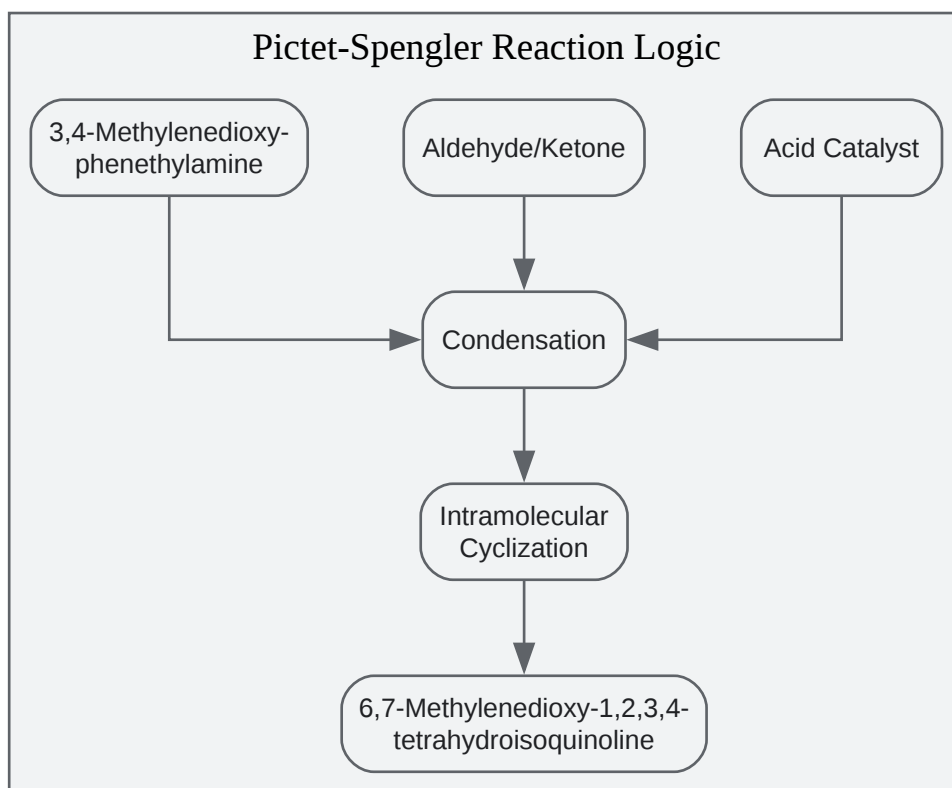 Pictet-Spengler Reaction Logic
3,4-Methylenedioxy-
phenethylamine
Aldehyde/Ketone
Acid Catalyst
Condensation
Intramolecular
Cyclization
6,7-Methylenedioxy-1,2,3,4-
tetrahydroisoquinoline